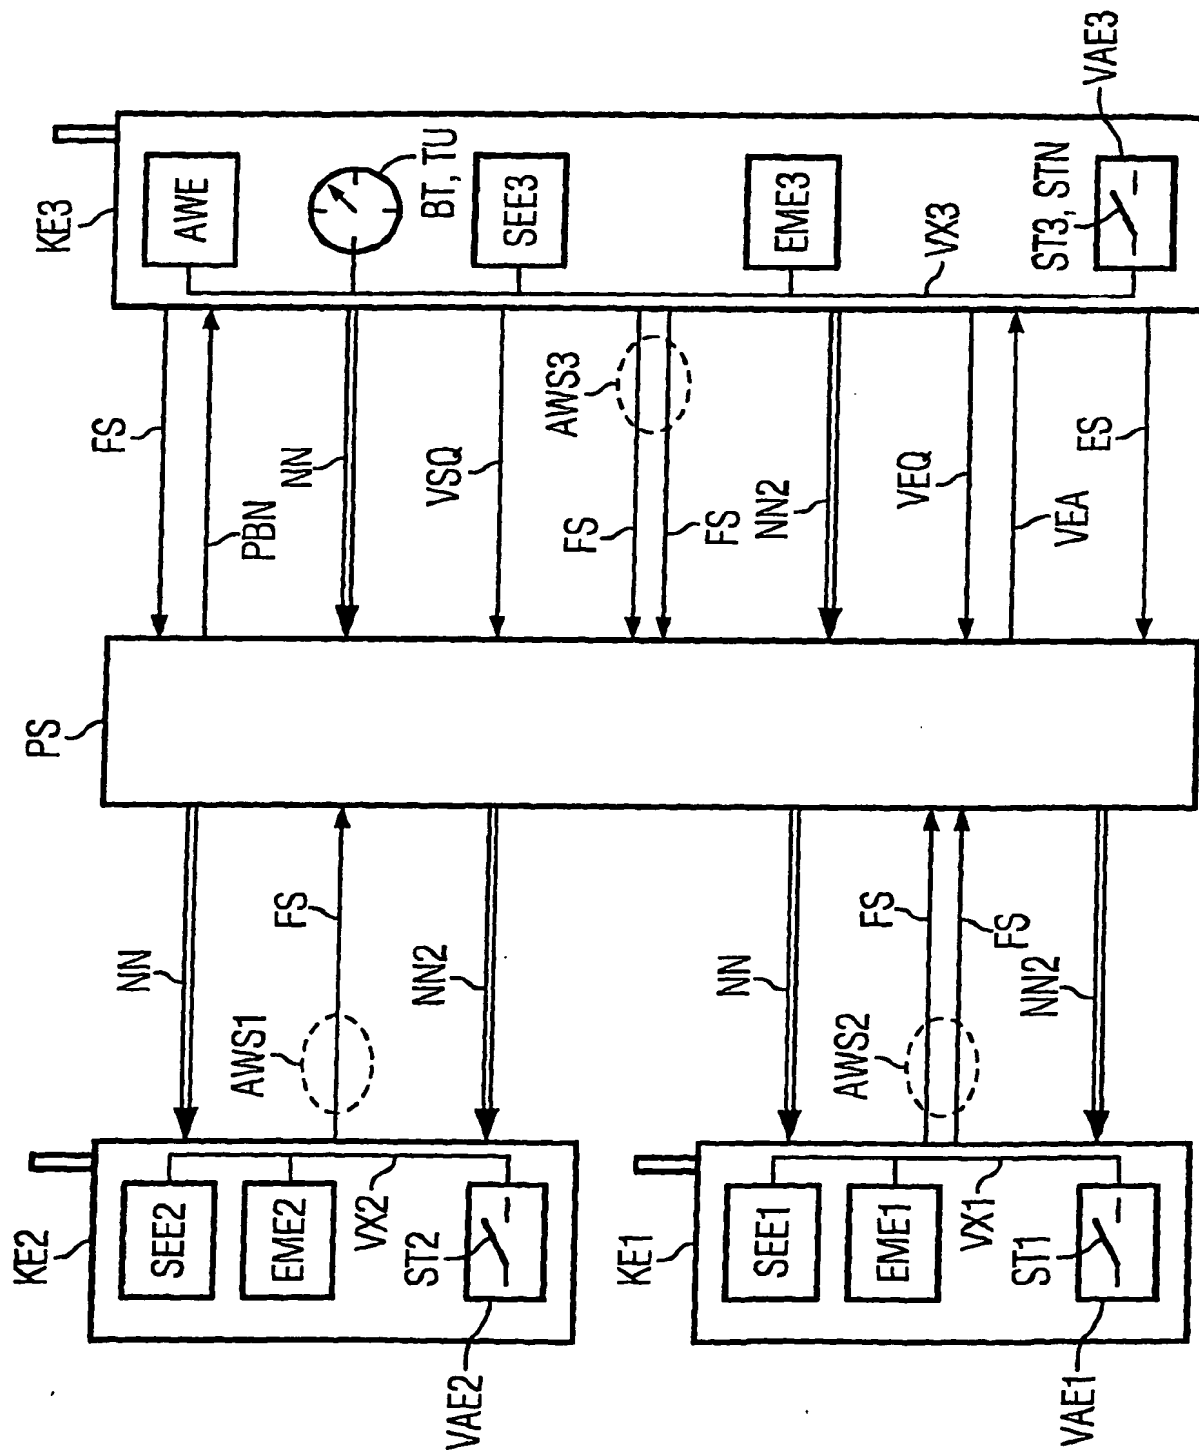 VAE1
KE1
ST1
VX1
EME1
SEE1
VAE2
KE2
ST2
VX2
EME2
SEE2
NN2
AWS2
FS
FS
NN
NN2
AWS1
FS
NN
PS
ES
VEA
VEQ
NN2
FS
FS
AWS3
VSQ
NN
PBN
FS
KE3
VAE3
ST3, STN
VX3
EME3
SEE3
BT, TU
AWE